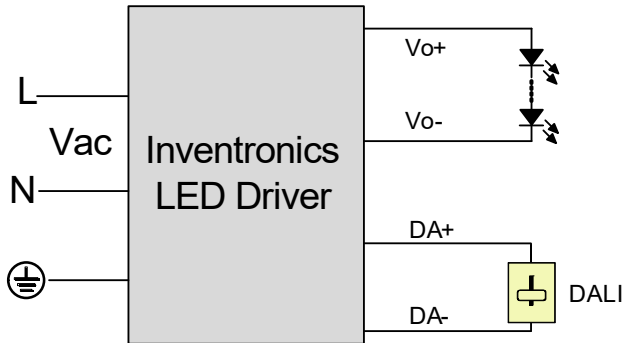 Vo+
Vo-
L
Vac
N
Inventronics
LED Driver
DA+
DA-
DALI